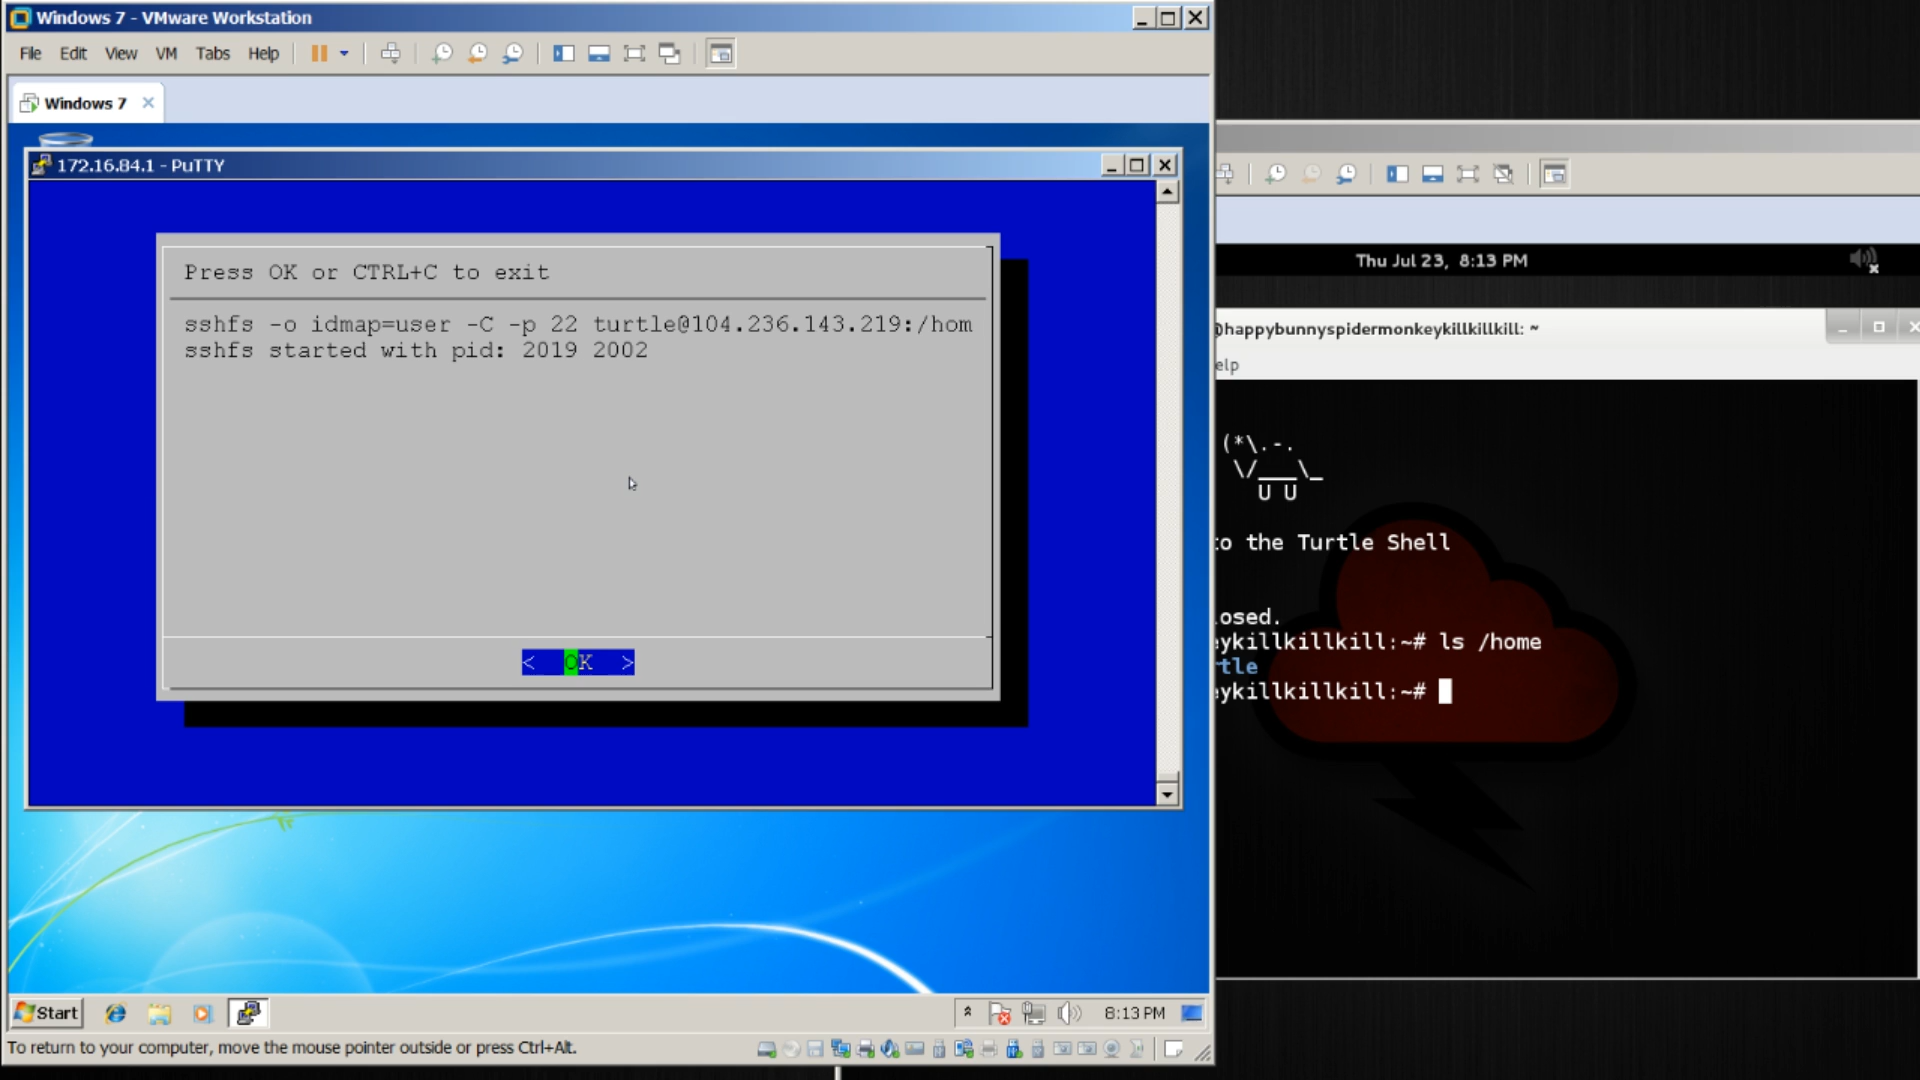 Windows 7 - VMware Workstation
File Edit View VM Tabs Help
Windows 7
172.16.84.1 - PuTTY
Press OK or CTRL+C to exit
sshfs -o idmap=user -C -p 22 turtle@104.236.143.219:/hom
sshfs started with pid: 2019 2002
< OK >
Start
8:13 PM
To return to your computer, move the mouse pointer outside or press Ctrl+Alt.
Thu Jul 23, 8:13 PM
@happybunnyspidermonkeykillkillkill: ~
elp
(*\.-.
\/___\_
U U
to the Turtle Shell
losed.
eykillkillkill:~# ls /home
rtle
eykillkillkill:~#